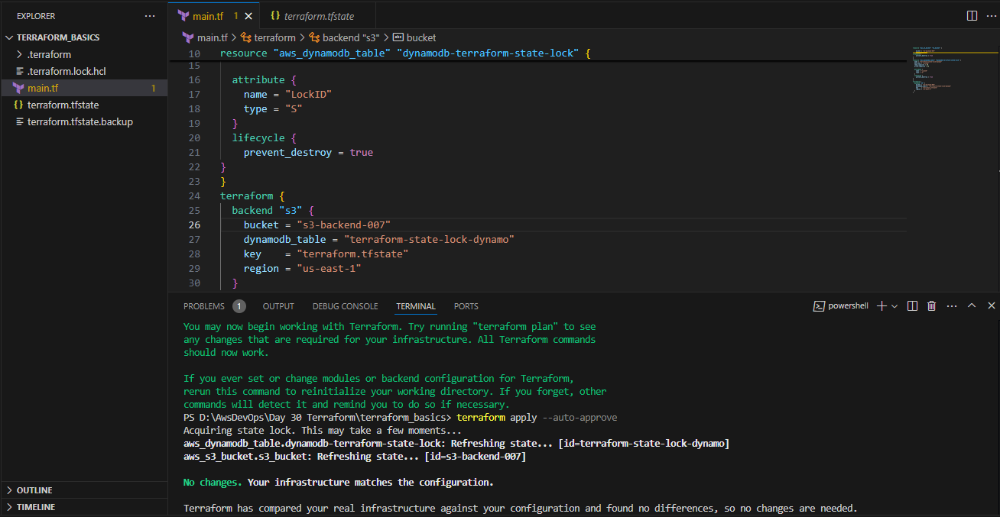 EXPLORER
TERRAFORM_BASICS
.terraform
.terraform.lock.hcl
main.tf 1
terraform.tfstate
terraform.tfstate.backup
OUTLINE
TIMELINE
main.tf 1
terraform.tfstate
main.tf > terraform > backend "s3" > bucket
10 resource "aws_dynamodb_table" "dynamodb-terraform-state-lock" {
15
16 attribute {
17 name = "LockID"
18 type = "S"
19 }
20 lifecycle {
21 prevent_destroy = true
22 }
23 }
24 terraform {
25 backend "s3" {
26 bucket = "s3-backend-007"
27 dynamodb_table = "terraform-state-lock-dynamo"
28 key    = "terraform.tfstate"
29 region = "us-east-1"
30 }
PROBLEMS 1 OUTPUT DEBUG CONSOLE TERMINAL PORTS powershell
You may now begin working with Terraform. Try running "terraform plan" to see
any changes that are required for your infrastructure. All Terraform commands
should now work.
If you ever set or change modules or backend configuration for Terraform,
rerun this command to reinitialize your working directory. If you forget, other
commands will detect it and remind you to do so if necessary.
PS D:\AwsDevOps\Day 30 Terraform\terraform_basics> terraform apply --auto-approve
Acquiring state lock. This may take a few moments...
aws_dynamodb_table.dynamodb-terraform-state-lock: Refreshing state... [id=terraform-state-lock-dynamo]
aws_s3_bucket.s3_bucket: Refreshing state... [id=s3-backend-007]
No changes. Your infrastructure matches the configuration.
Terraform has compared your real infrastructure against your configuration and found no differences, so no changes are needed.